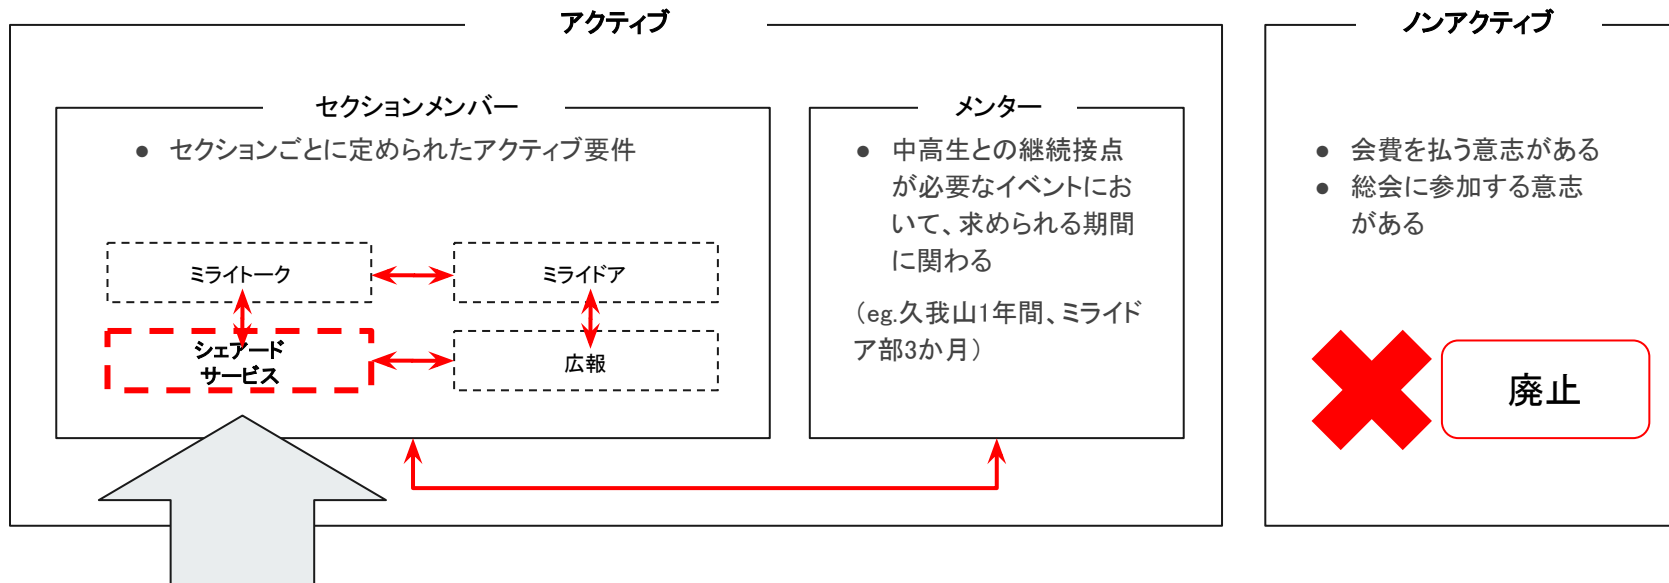 アクティブ
ノンアクティブ
セクションメンバー
メンター
● セクションごとに定められたアクティブ要件
● 中高生との継続接点
が必要なイベントにお
いて、求められる期間
に関わる
（eg.久我山1年間、ミライド
ア部3か月）
● 会費を払う意志がある
● 総会に参加する意志
がある
ミライトーク
ミライドア
シェアード
サービス
広報
廃止